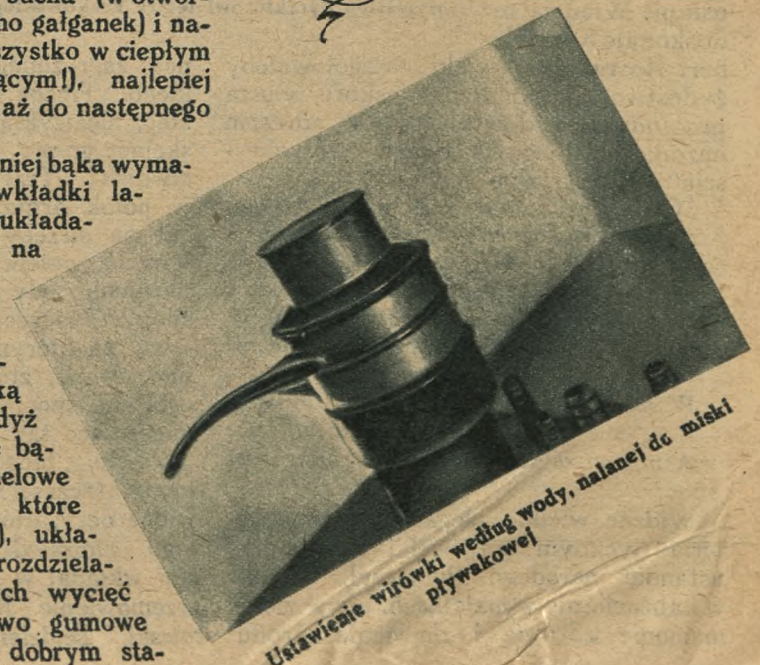 no gałganek) i na-
szystko w ciepłym
ącym!), najlepiej
aż do następnego
niej bąka wyma-
wkładki la-
układa-
na
ką
dyż
bą-
elowe
które
), ukła-
rozdziela-
ch wycięć
wo gumowe
dobrym sta-
Ustawienie wirówki według wody, nalanej do miski
pływakowej